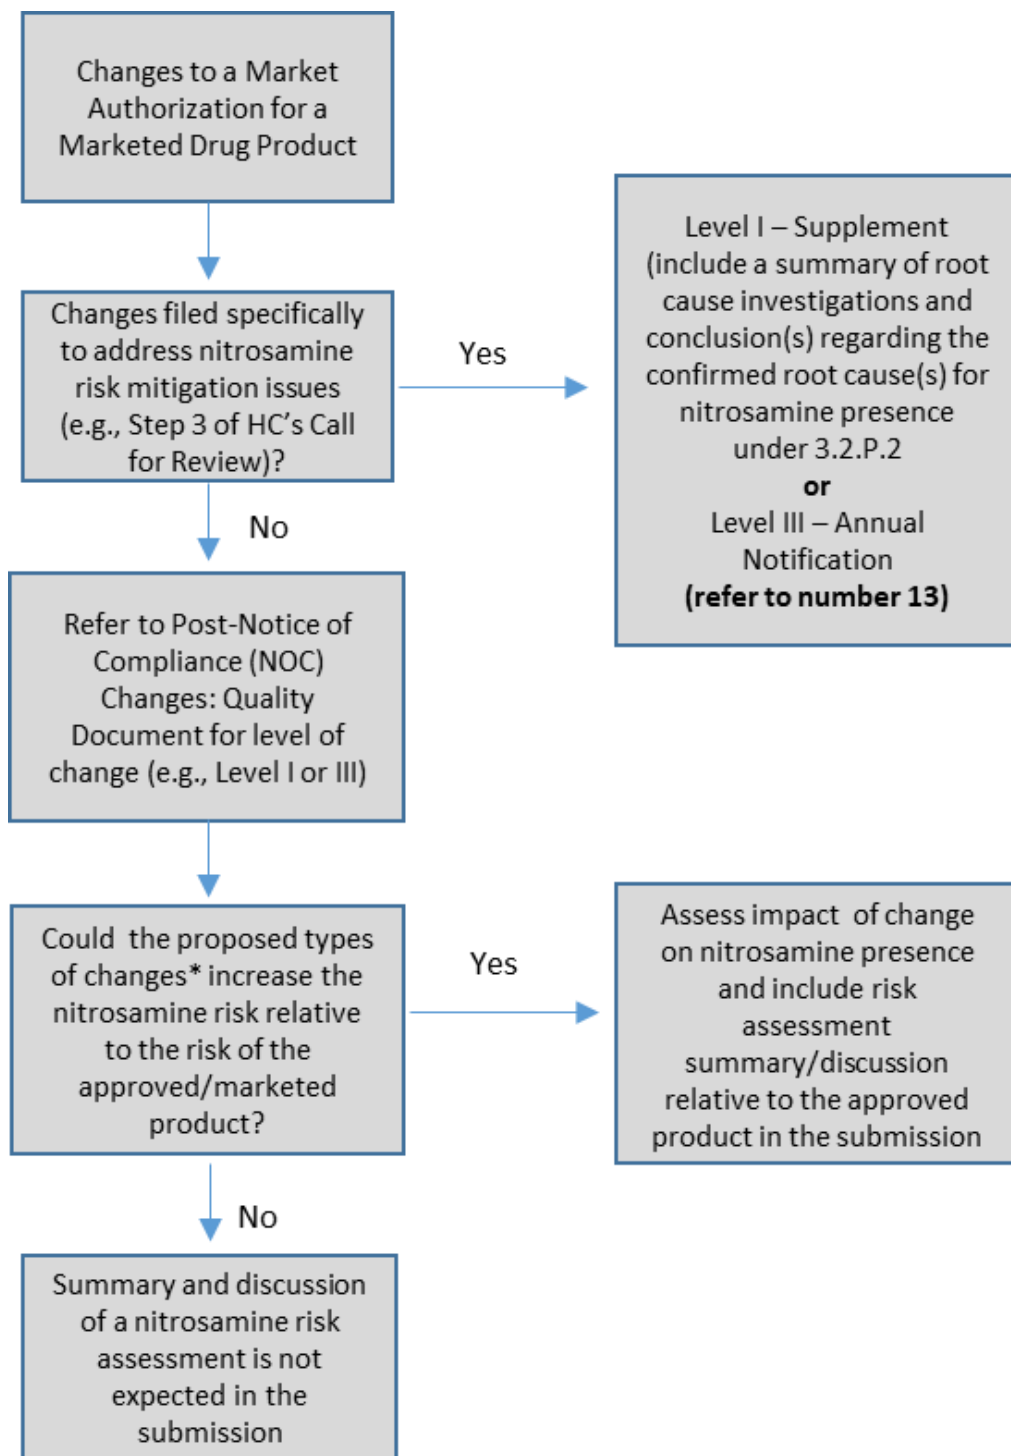 Changes to a Market
Authorization for a
Marketed Drug Product
Changes filed specifically
to address nitrosamine
risk mitigation issues
(e.g., Step 3 of HC's Call
for Review)?
Yes
Level I – Supplement
(include a summary of root
cause investigations and
conclusion(s) regarding the
confirmed root cause(s) for
nitrosamine presence
under 3.2.P.2
or
Level III – Annual
Notification
(refer to number 13)
No
Refer to Post-Notice of
Compliance (NOC)
Changes: Quality
Document for level of
change (e.g., Level I or III)
Could the proposed types
of changes* increase the
nitrosamine risk relative
to the risk of the
approved/marketed
product?
Yes
Assess impact of change
on nitrosamine presence
and include risk
assessment
summary/discussion
relative to the approved
product in the submission
No
Summary and discussion
of a nitrosamine risk
assessment is not
expected in the
submission